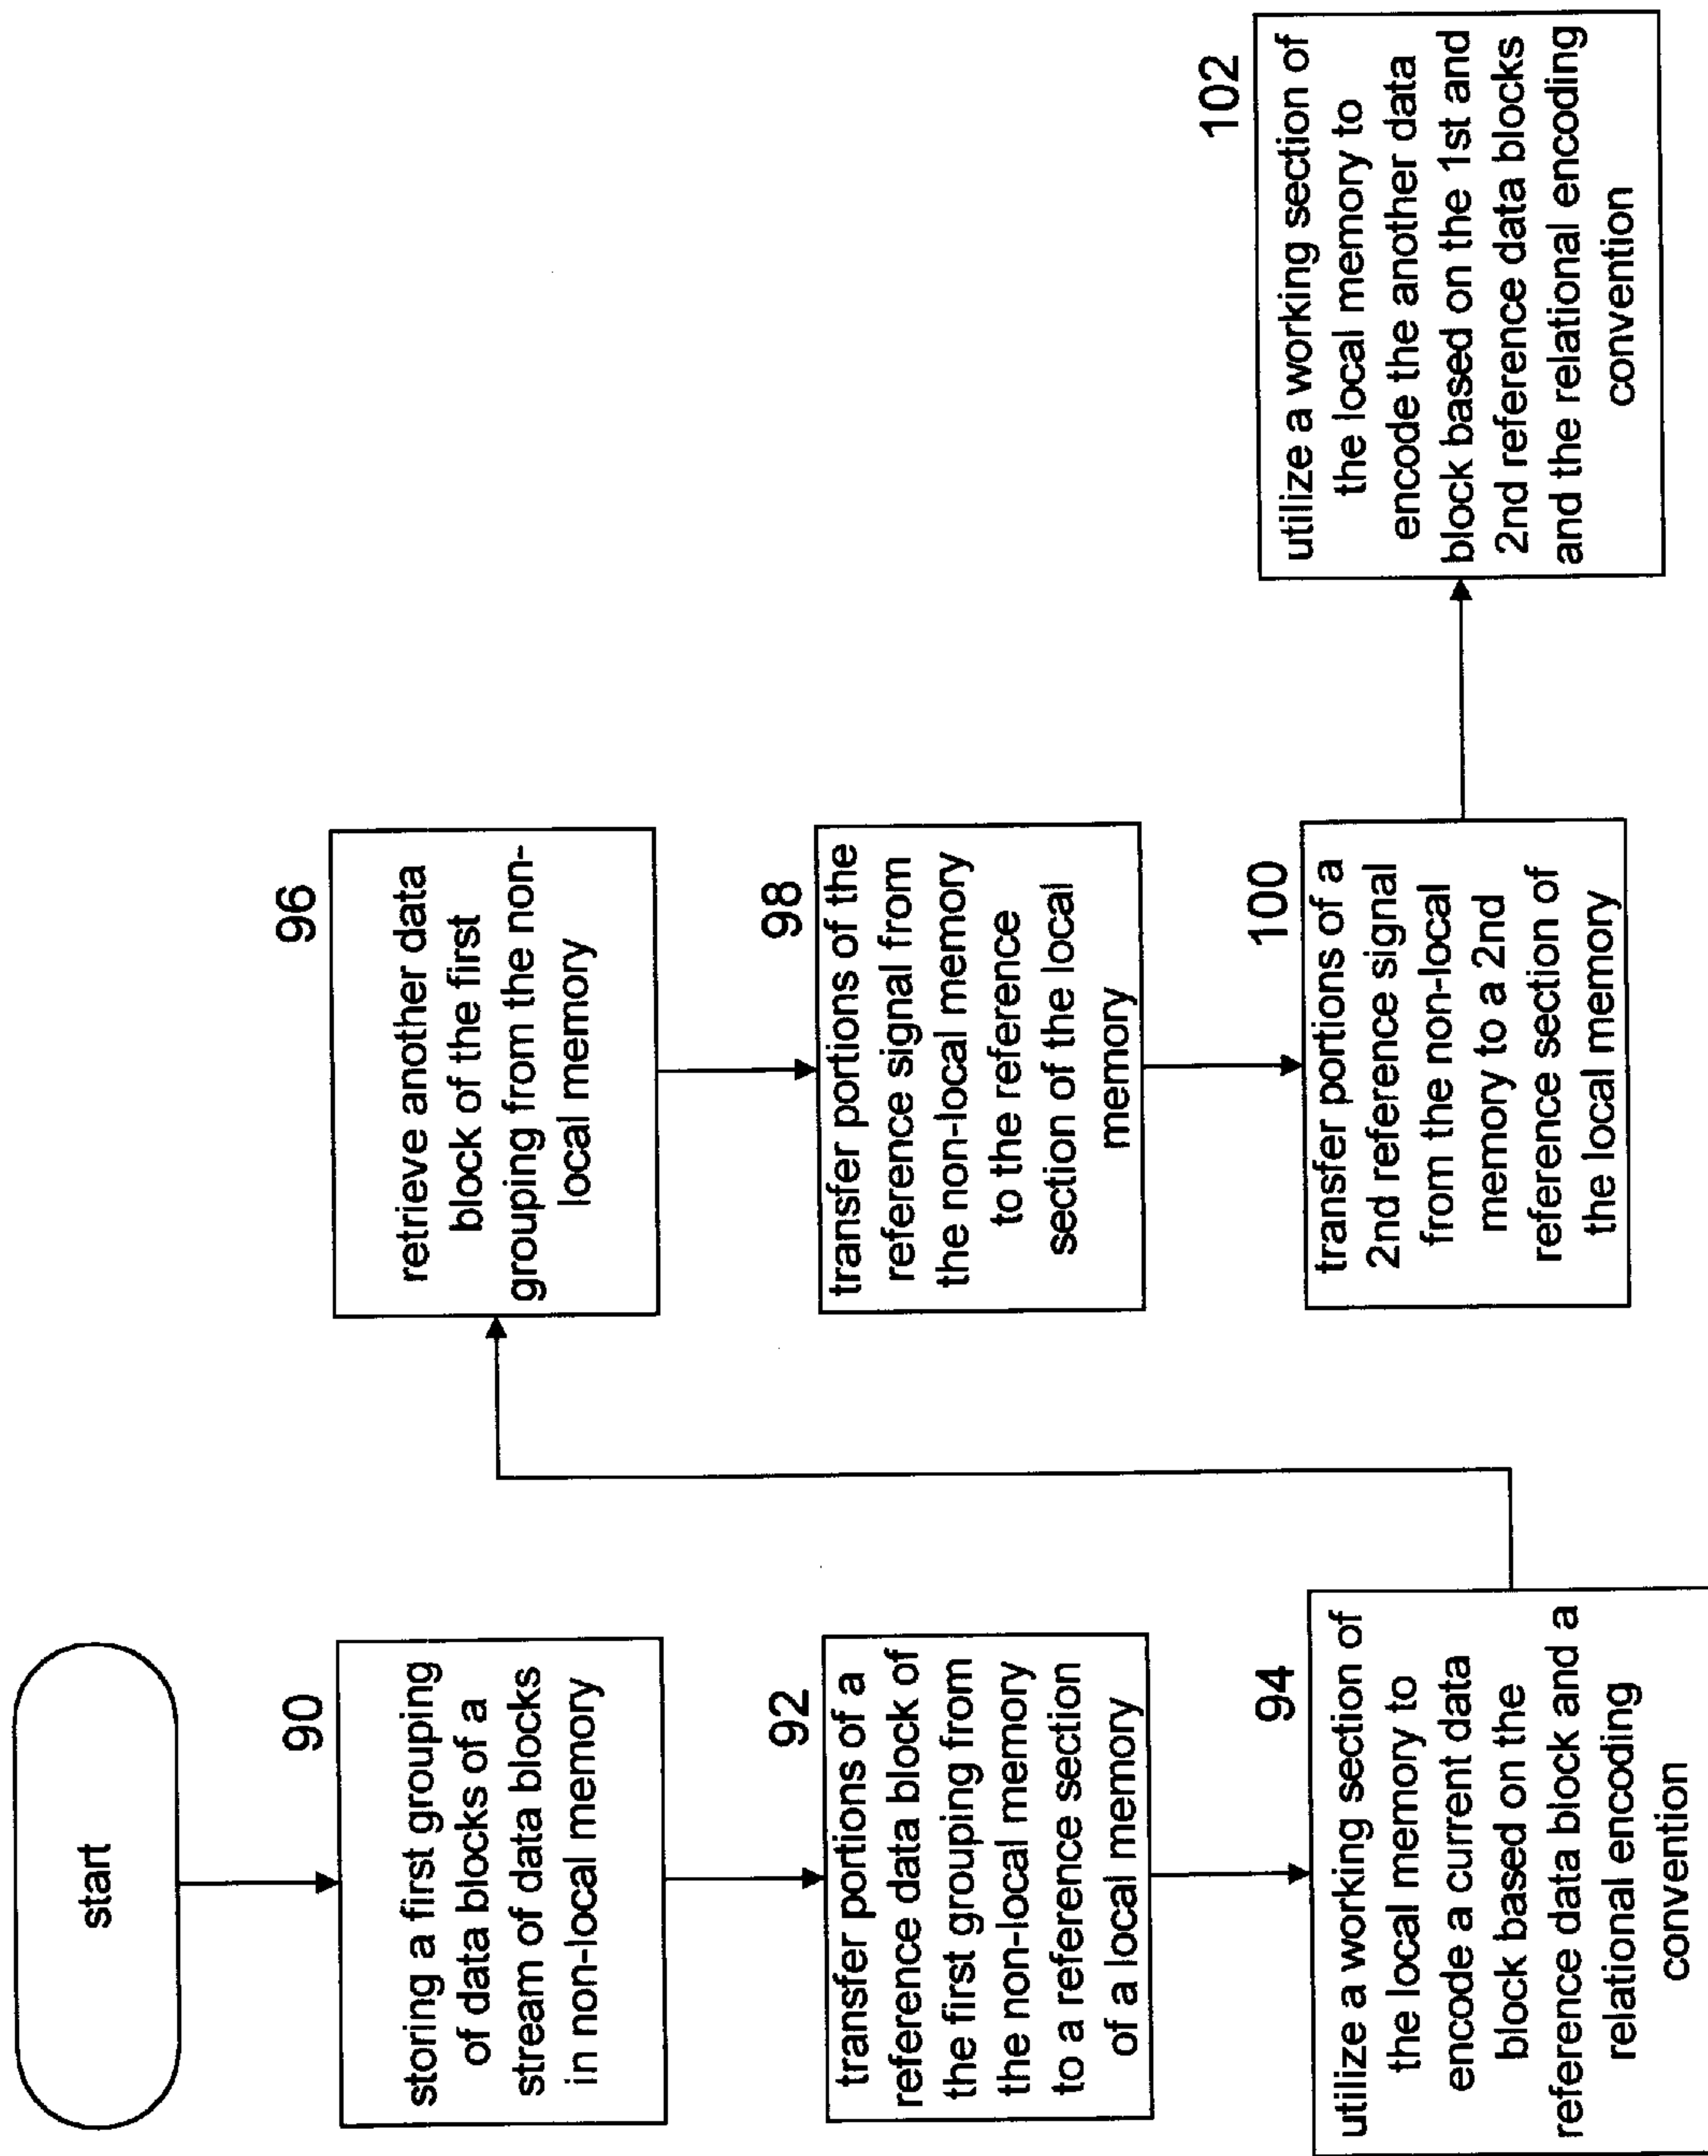 start
90
storing a first grouping
of data blocks of a
stream of data blocks
in non-local memory
92
transfer portions of a
reference data block of
the first grouping from
the non-local memory
to a reference section
of a local memory
94
utilize a working section of
the local memory to
encode a current data
block based on the
reference data block and a
relational encoding
convention
96
retrieve another data
block of the first
grouping from the non-
local memory
98
transfer portions of the
reference signal from
the non-local memory
to the reference
section of the local
memory
100
transfer portions of a
2nd reference signal
from the non-local
memory to a 2nd
reference section of
the local memory
102
utilize a working section of
the local memory to
encode the another data
block based on the 1st and
2nd reference data blocks
and the relational encoding
convention